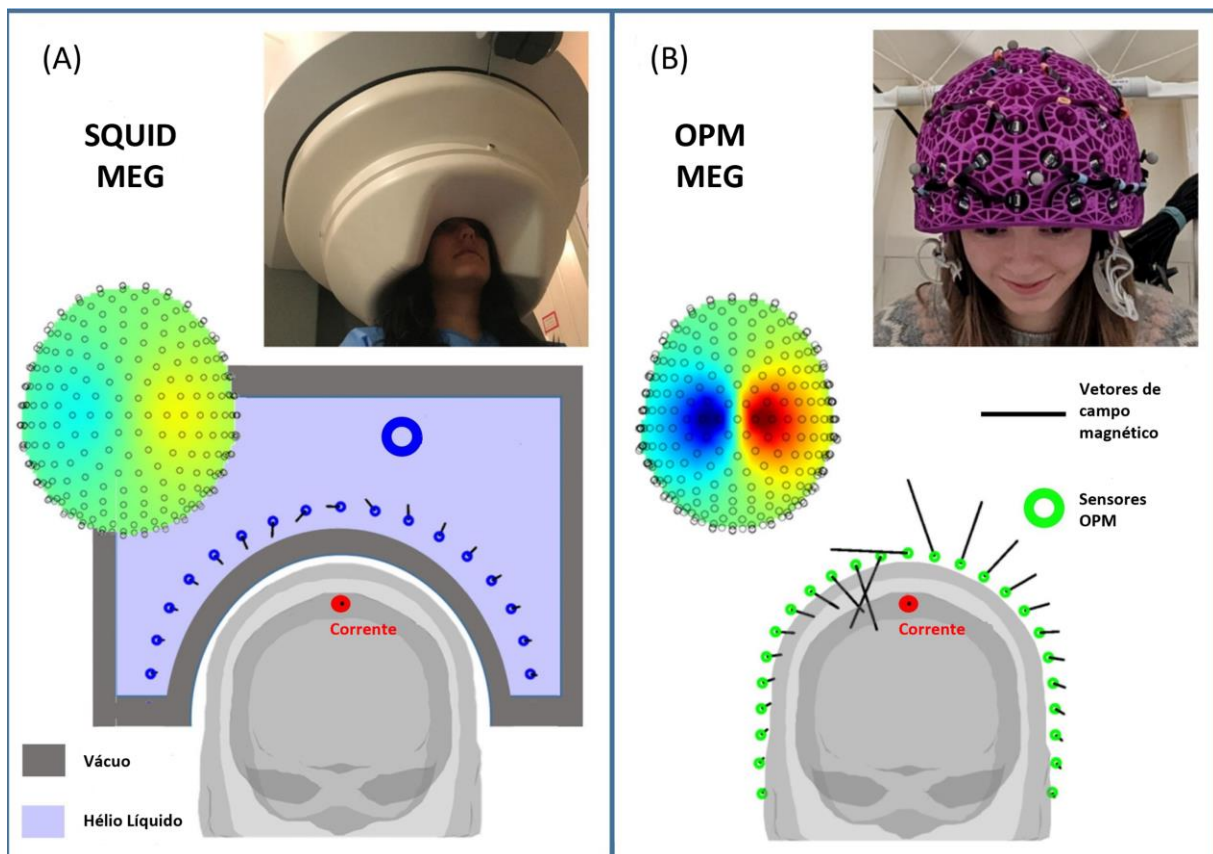 (A)
SQUID
MEG
Corrente
Vácuo
Hélio Líquido
(B)
OPM
MEG
Vetores de
campo
magnético
Sensores
OPM
Corrente